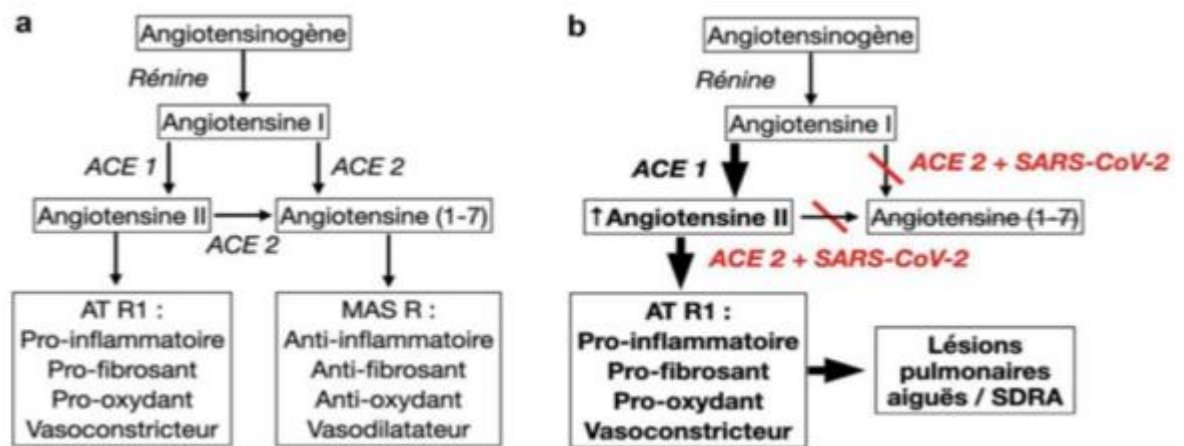 a
Angiotensinogène
Rénine
Angiotensine I
ACE 1
ACE 2
Angiotensine II
Angiotensine (1-7)
ACE 2
AT R1 :
Pro-inflammatoire
Pro-fibrosant
Pro-oxydant
Vasoconstricteur
MAS R :
Anti-inflammatoire
Anti-fibrosant
Anti-oxydant
Vasodilatateur
b
Angiotensinogène
Rénine
Angiotensine I
ACE 1
ACE 2 + SARS-CoV-2
↑Angiotensine II
Angiotensine (1-7)
ACE 2 + SARS-CoV-2
AT R1 :
Pro-inflammatoire
Pro-fibrosant
Pro-oxydant
Vasoconstricteur
Lésions
pulmonaires
aiguës / SDRA